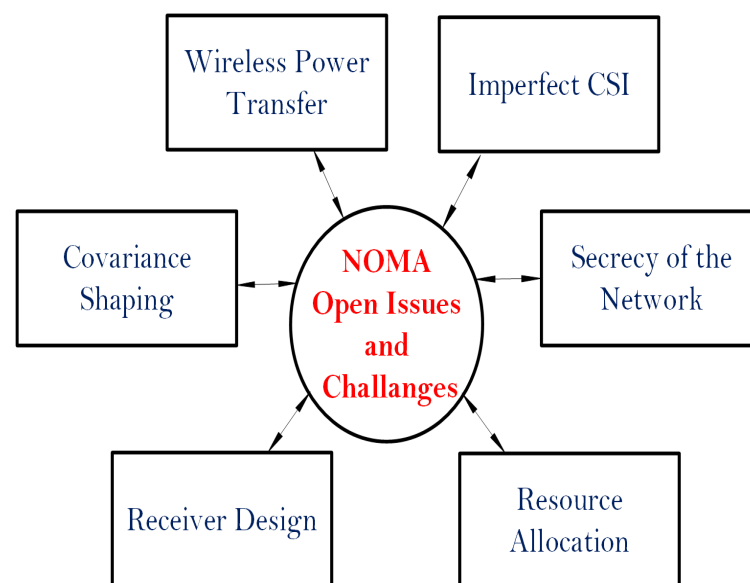 Wireless Power
Transfer
Imperfect CSI
Covariance
Shaping
NOMA
Open Issues
and
Challanges
Secrecy of the
Network
Receiver Design
Resource
Allocation